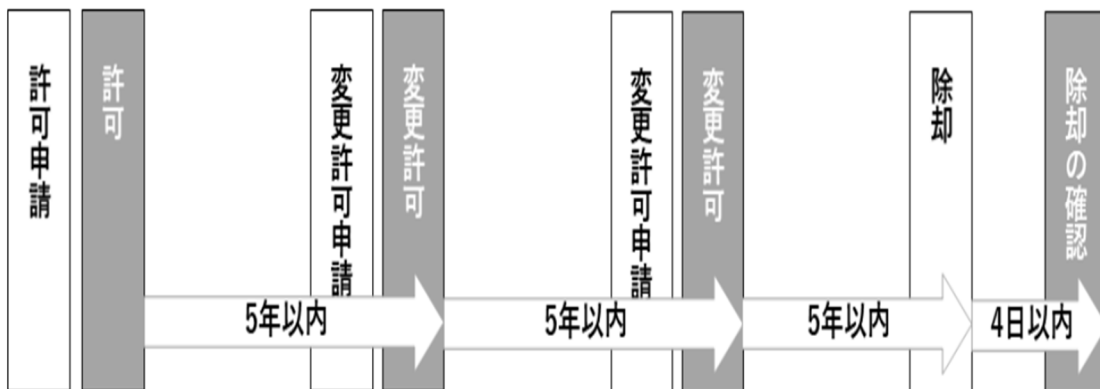 許可申請
許可
変更許可申請
変更許可
変更許可申請
変更許可
除却
除却の確認
5年以内
5年以内
5年以内
4日以内